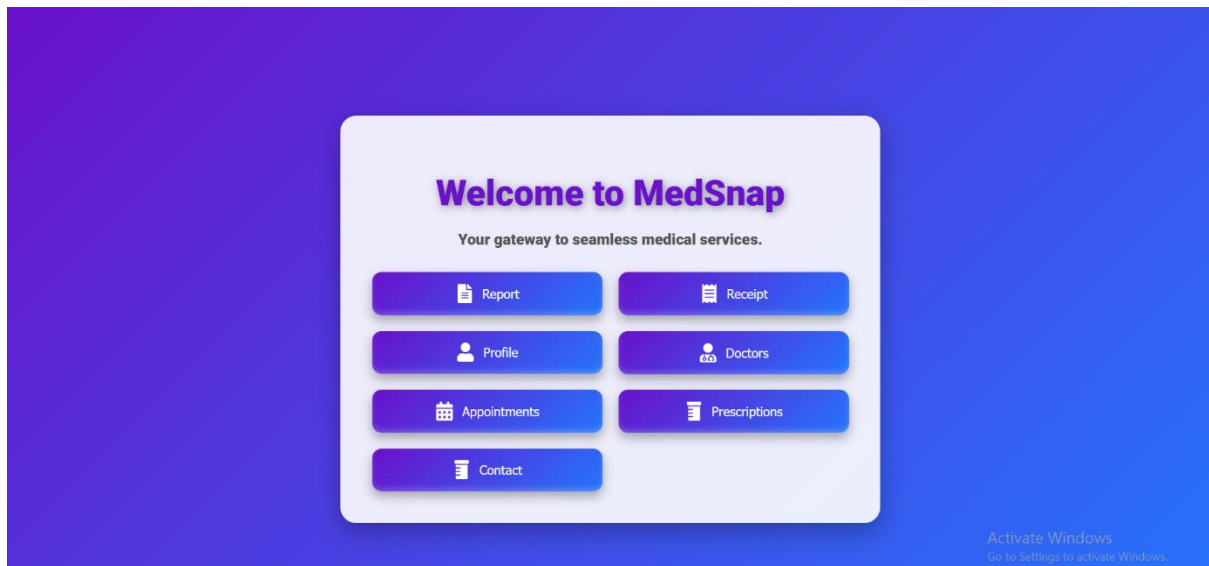 Welcome to MedSnap
Your gateway to seamless medical services.
Report
Receipt
Profile
Doctors
Appointments
Prescriptions
Contact
Activate Windows
Go to Settings to activate Windows.